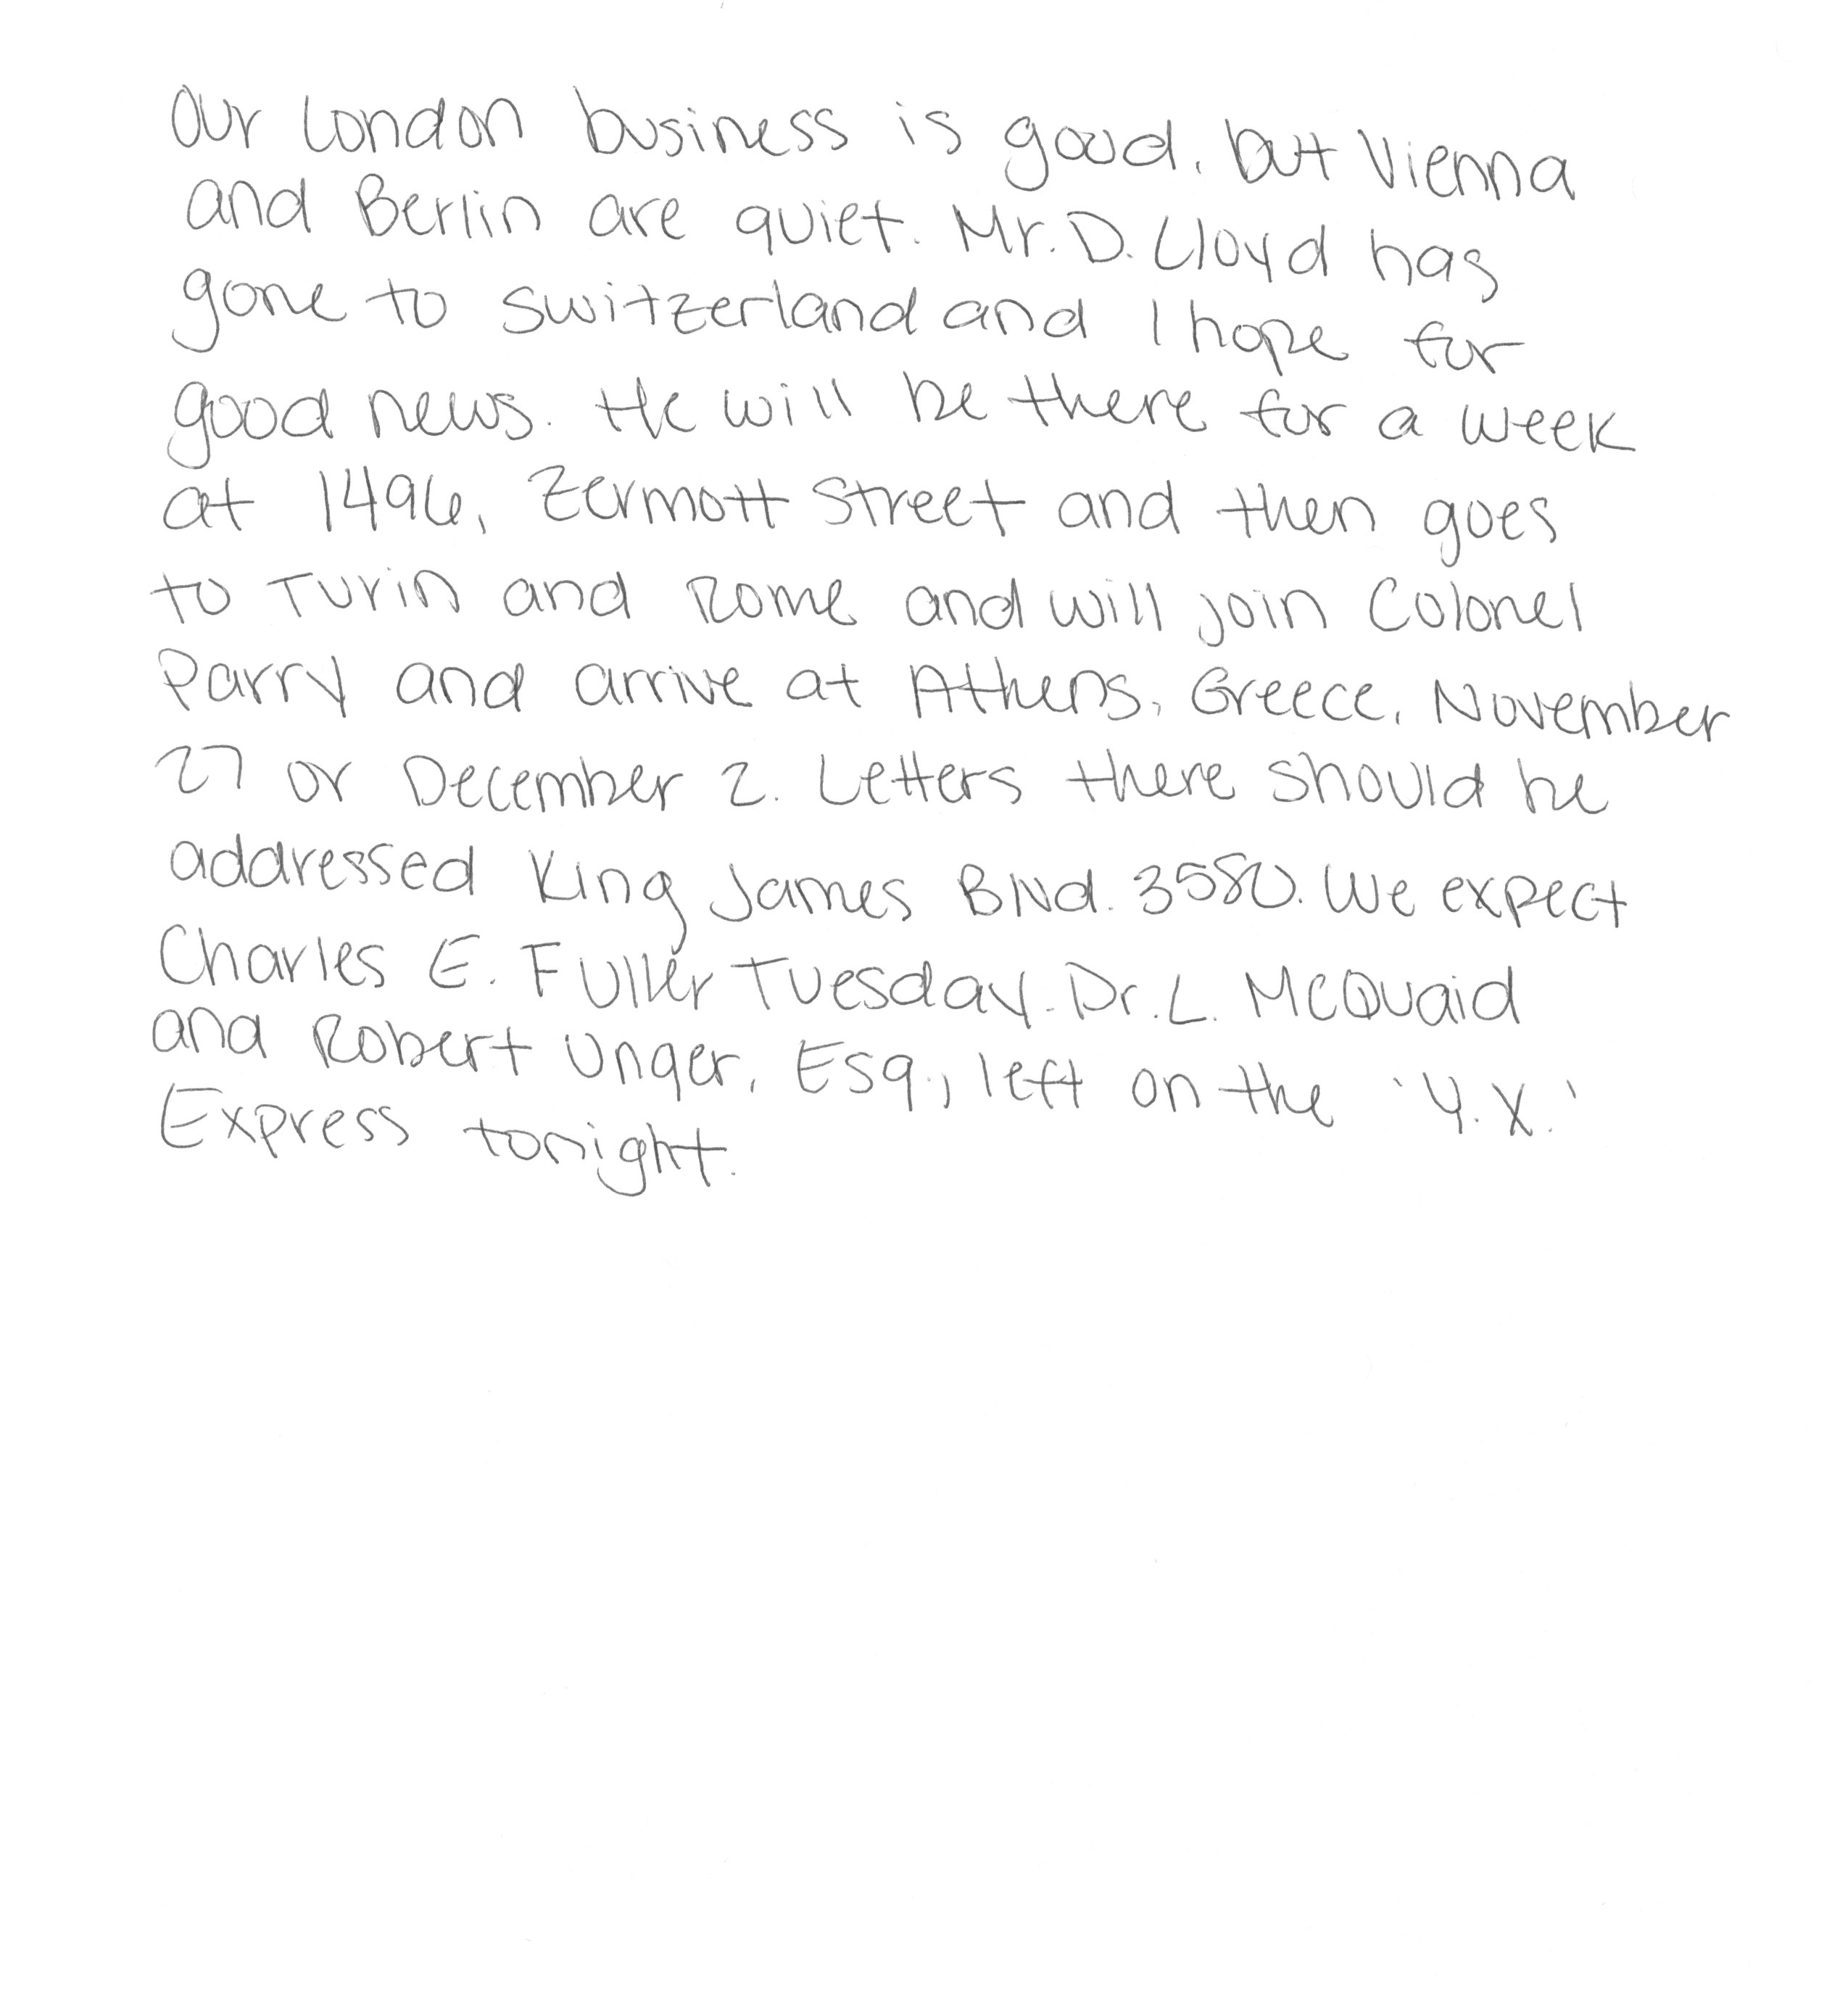 Our London business is good, but Vienna
and Berlin are quiet. Mr. D. Lloyd has
gone to Switzerland and I hope for
good news. He will be there for a week
at 1496, Zermott Street and then goes
to Turin and Rome and will join Colonel
Parry and arrive at Athens, Greece, November
27 or December 2. Letters there should be
addressed King James Blvd. 3580. We expect
Charles E. Fuller Tuesday. Dr. L. McQuaid
and Robert Unger, Esq., left on the 'Y.X.'
Express tonight.